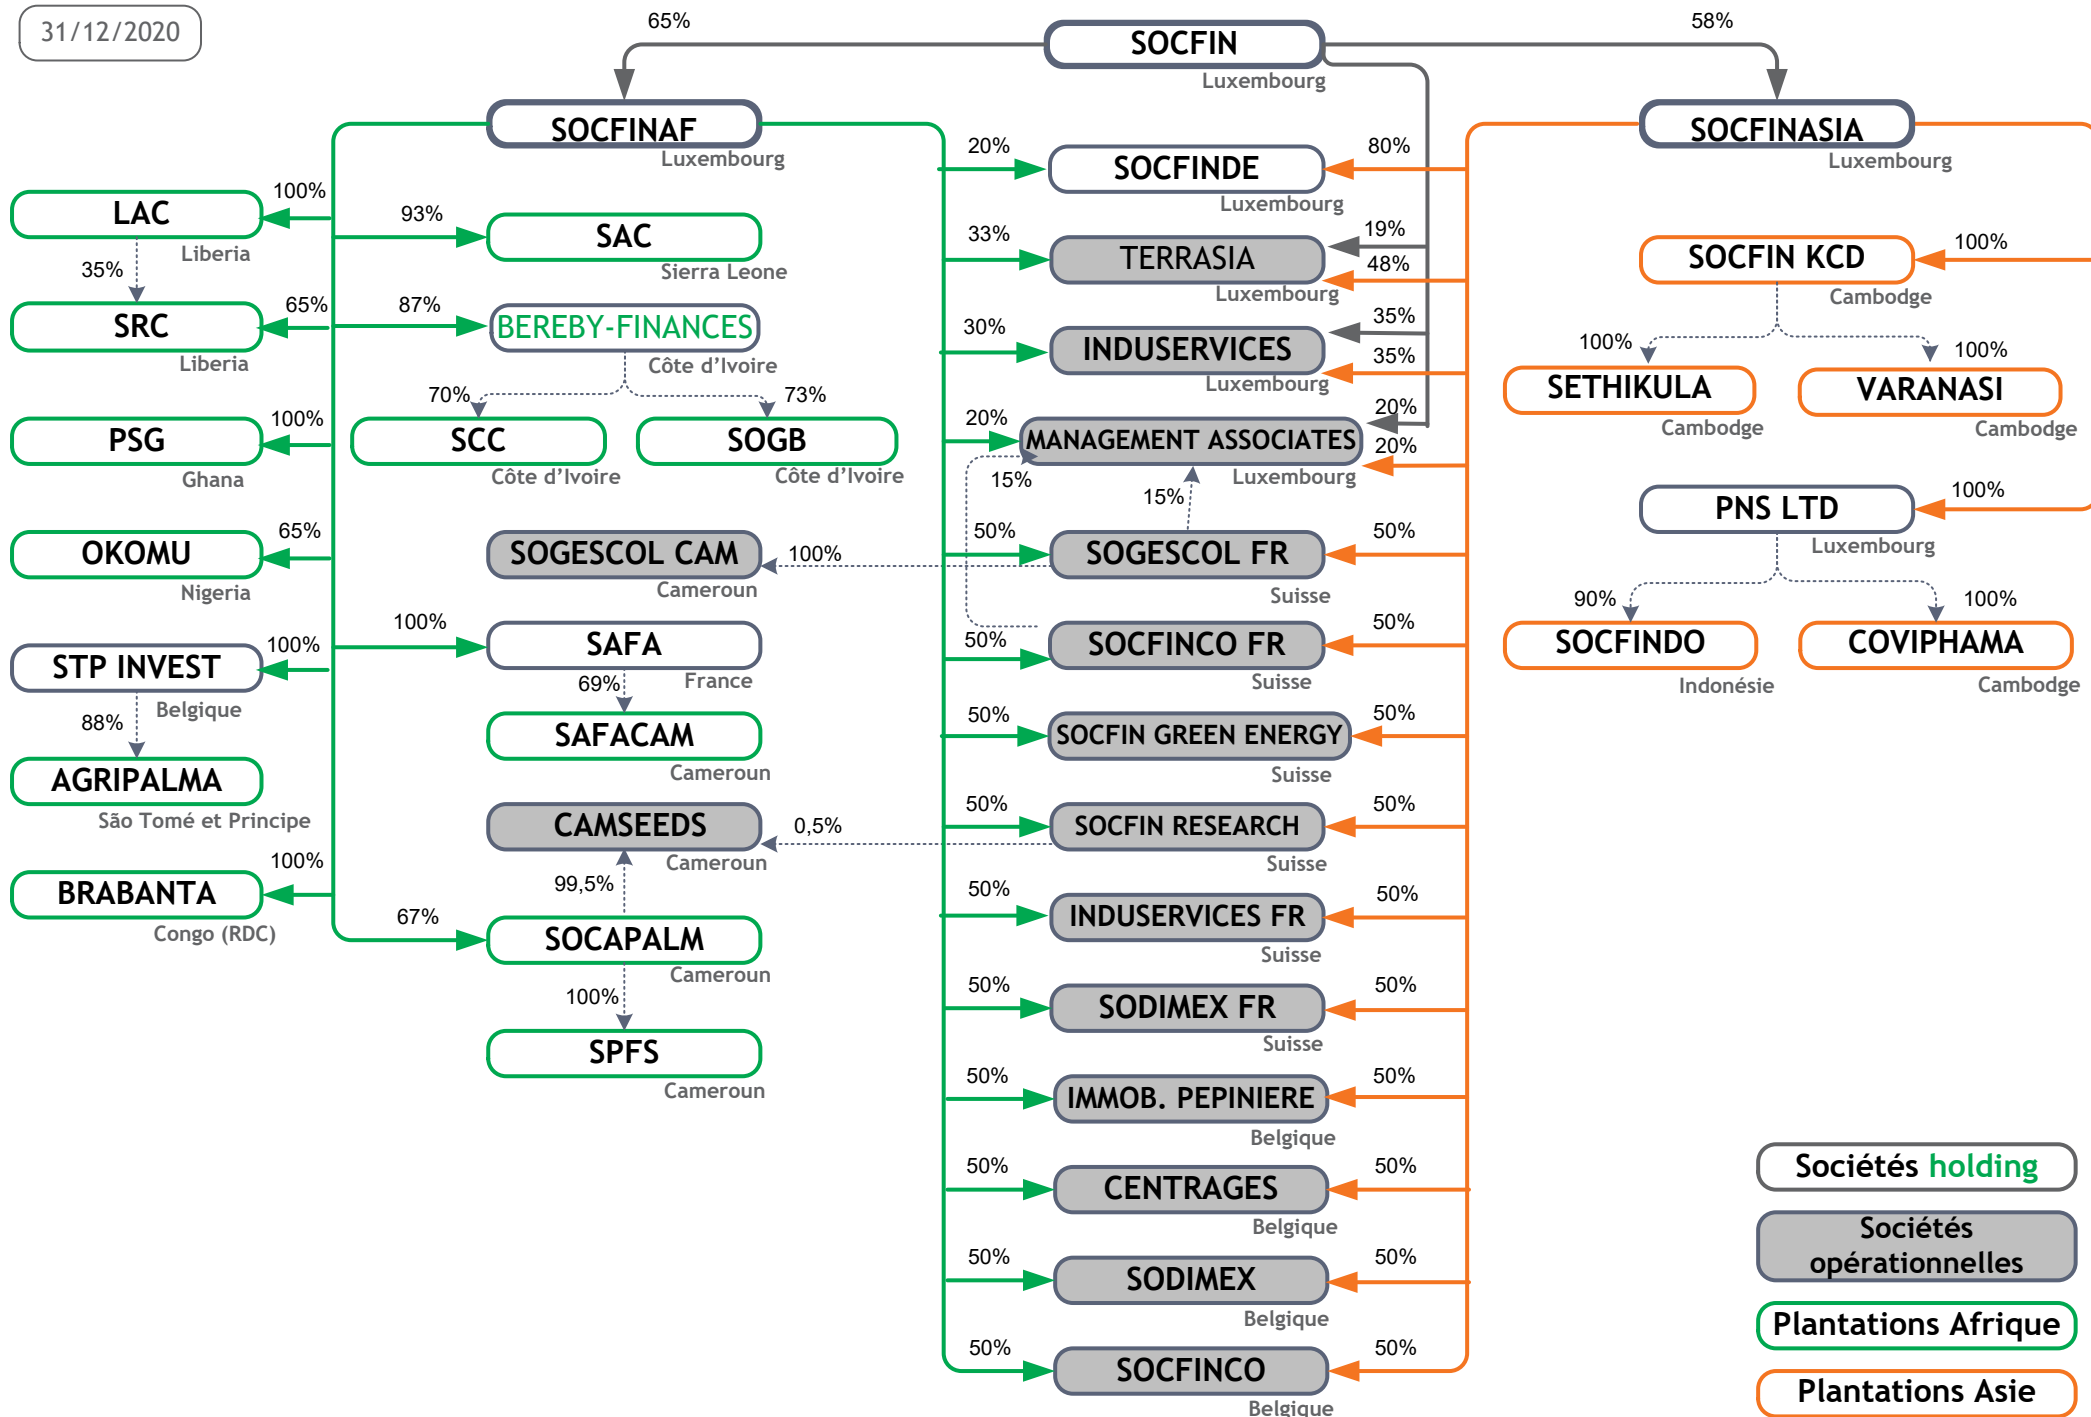 31/12/2020
65%
SOCFIN
Luxembourg
58%
SOCFINAF
Luxembourg
SOCFINASIA
Luxembourg
100%
LAC
Liberia
35%
65%
SRC
Liberia
100%
PSG
Ghana
65%
OKOMU
Nigeria
100%
STP INVEST
Belgique
88%
AGRIPALMA
São Tomé et Principe
100%
BRABANTA
Congo (RDC)
93%
SAC
Sierra Leone
87%
BEREBY-FINANCES
Côte d’Ivoire
70%
73%
SCC
Côte d’Ivoire
SOGB
Côte d’Ivoire
SOGESCOL CAM
Cameroun
100%
100%
SAFA
France
69%
SAFACAM
Cameroun
CAMSEEDS
Cameroun
0,5%
99,5%
67%
SOCAPALM
Cameroun
100%
SPFS
Cameroun
20%
SOCFINDE
80%
Luxembourg
33%
TERRASIA
19%
48%
Luxembourg
30%
INDUSERVICES
35%
35%
Luxembourg
20%
MANAGEMENT ASSOCIATES
20%
20%
Luxembourg
15%
15%
50%
SOGESCOL FR
50%
Suisse
50%
SOCFINCO FR
50%
Suisse
50%
SOCFIN GREEN ENERGY
50%
Suisse
50%
SOCFIN RESEARCH
50%
Suisse
50%
INDUSERVICES FR
50%
Suisse
50%
SODIMEX FR
50%
Suisse
50%
IMMOB. PEPINIERE
50%
Belgique
50%
CENTRAGES
50%
Belgique
50%
SODIMEX
50%
Belgique
50%
SOCFINCO
50%
Belgique
SOCFIN KCD
100%
Cambodge
100%
100%
SETHIKULA
Cambodge
VARANASI
Cambodge
PNS LTD
100%
Luxembourg
90%
100%
SOCFINDO
Indonésie
COVIPHAMA
Cambodge
Sociétés holding
Sociétés
opérationnelles
Plantations Afrique
Plantations Asie